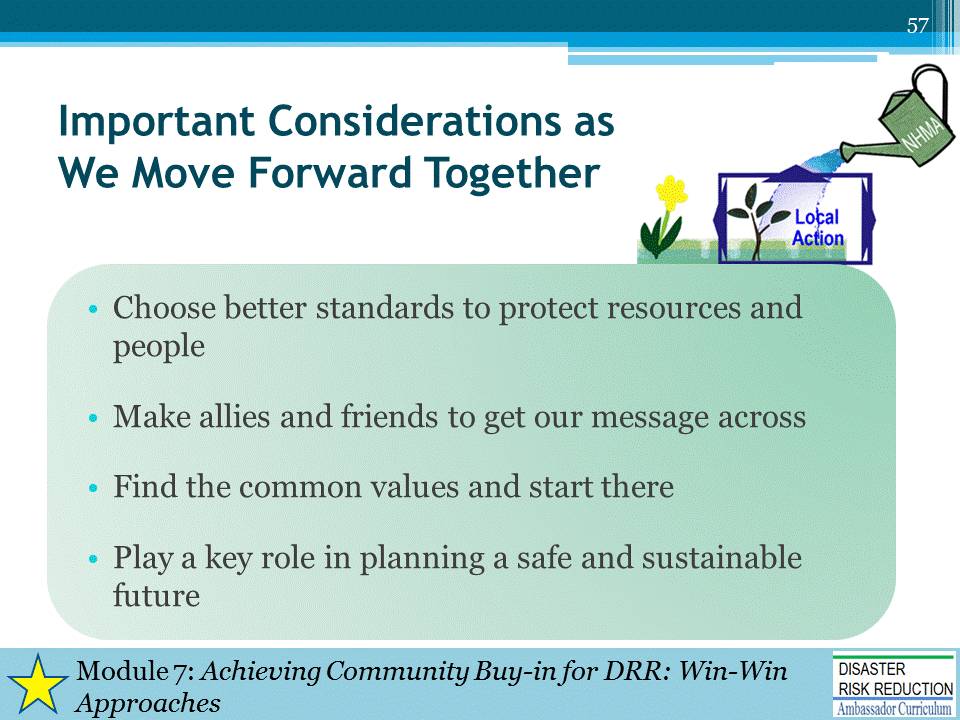 57
Important Considerations as
We Move Forward Together
NHMA
Local
Action
• Choose better standards to protect resources and
people
• Make allies and friends to get our message across
• Find the common values and start there
• Play a key role in planning a safe and sustainable
future
Module 7: Achieving Community Buy-in for DRR: Win-Win
Approaches
DISASTER
RISK REDUCTION
Ambassador Curriculum